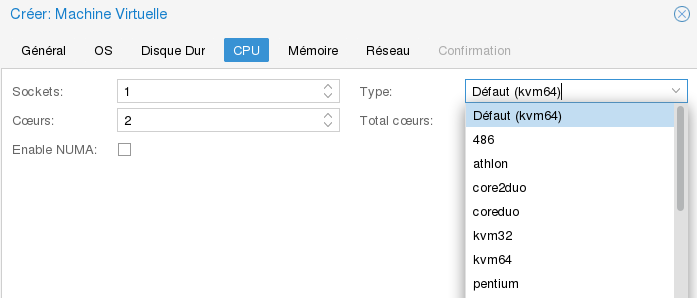 Créer: Machine Virtuelle
Général OS Disque Dur CPU Mémoire Réseau Confirmation
Sockets: 1 Type: Défaut (kvm64)
Cœurs: 2 Total cœurs: Défaut (kvm64)
486
Enable NUMA:
athlon
core2duo
coreduo
kvm32
kvm64
pentium